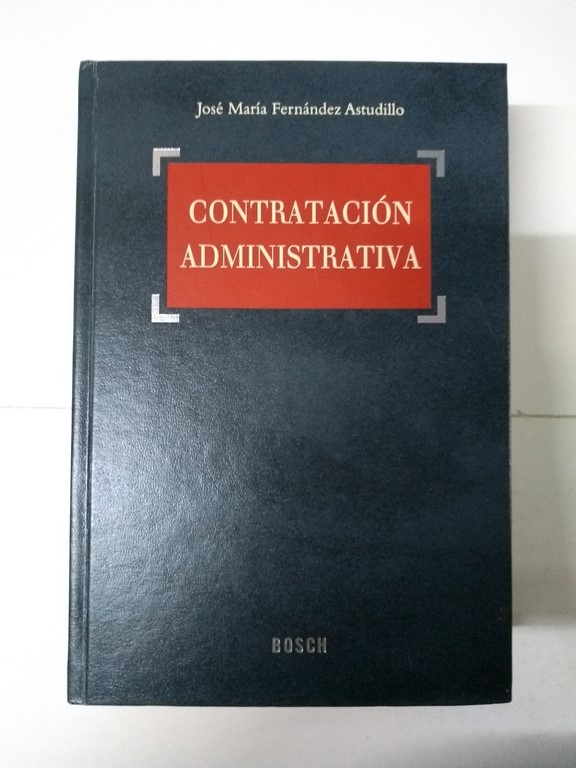 José María Fernández Astudillo
CONTRATACIÓN
ADMINISTRATIVA
BOSCH